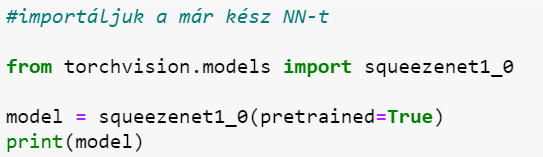 #importáljuk a már kész NN-t
from torchvision.models import squeezenet1_0
model = squeezenet1_0(pretrained=True)
print(model)